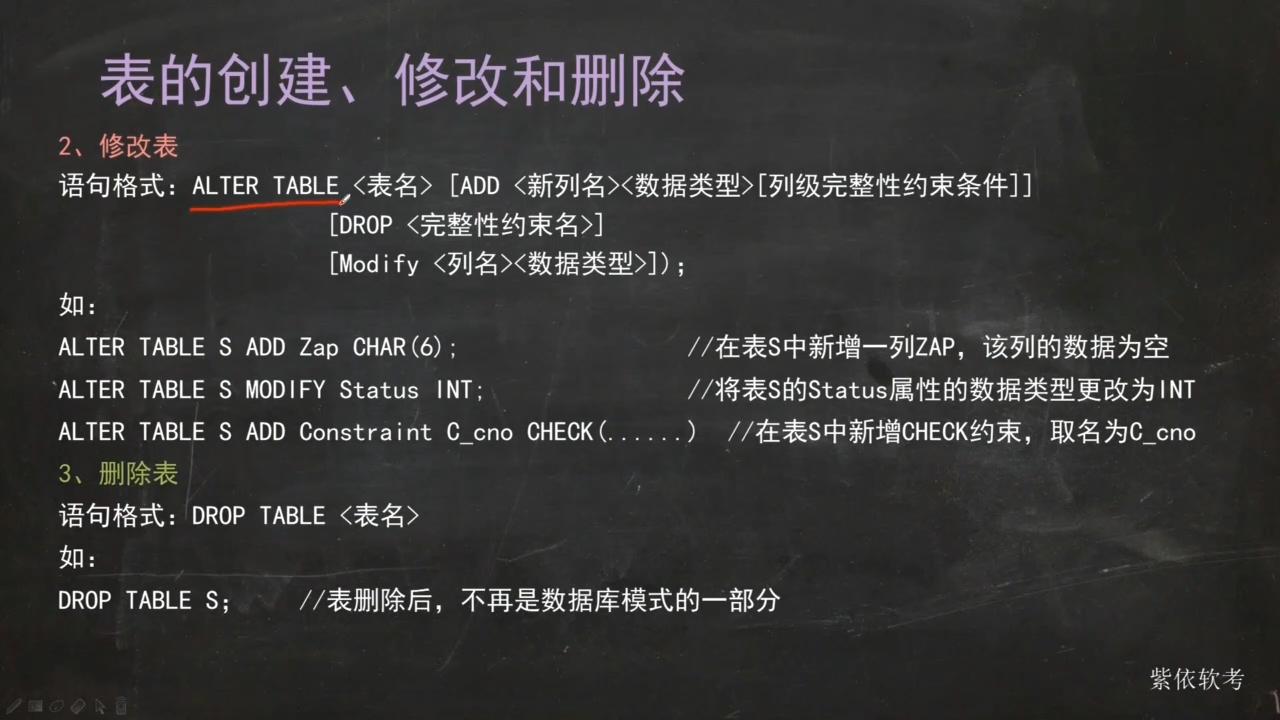 表的创建、修改和删除
2、修改表
语句格式：ALTER TABLE <表名> [ADD <新列名><数据类型>[列级完整性约束条件]]
[DROP <完整性约束名>]
[Modify <列名><数据类型>])；
如：
ALTER TABLE S ADD Zap CHAR(6); //在表S中新增一列ZAP，该列的数据为空
ALTER TABLE S MODIFY Status INT; //将表S的Status属性的数据类型更改为INT
ALTER TABLE S ADD Constraint C_cno CHECK(......) //在表S中新增CHECK约束，取名为C_cno
3、删除表
语句格式：DROP TABLE <表名>
如：
DROP TABLE S； //表删除后，不再是数据库模式的一部分
紫依软考